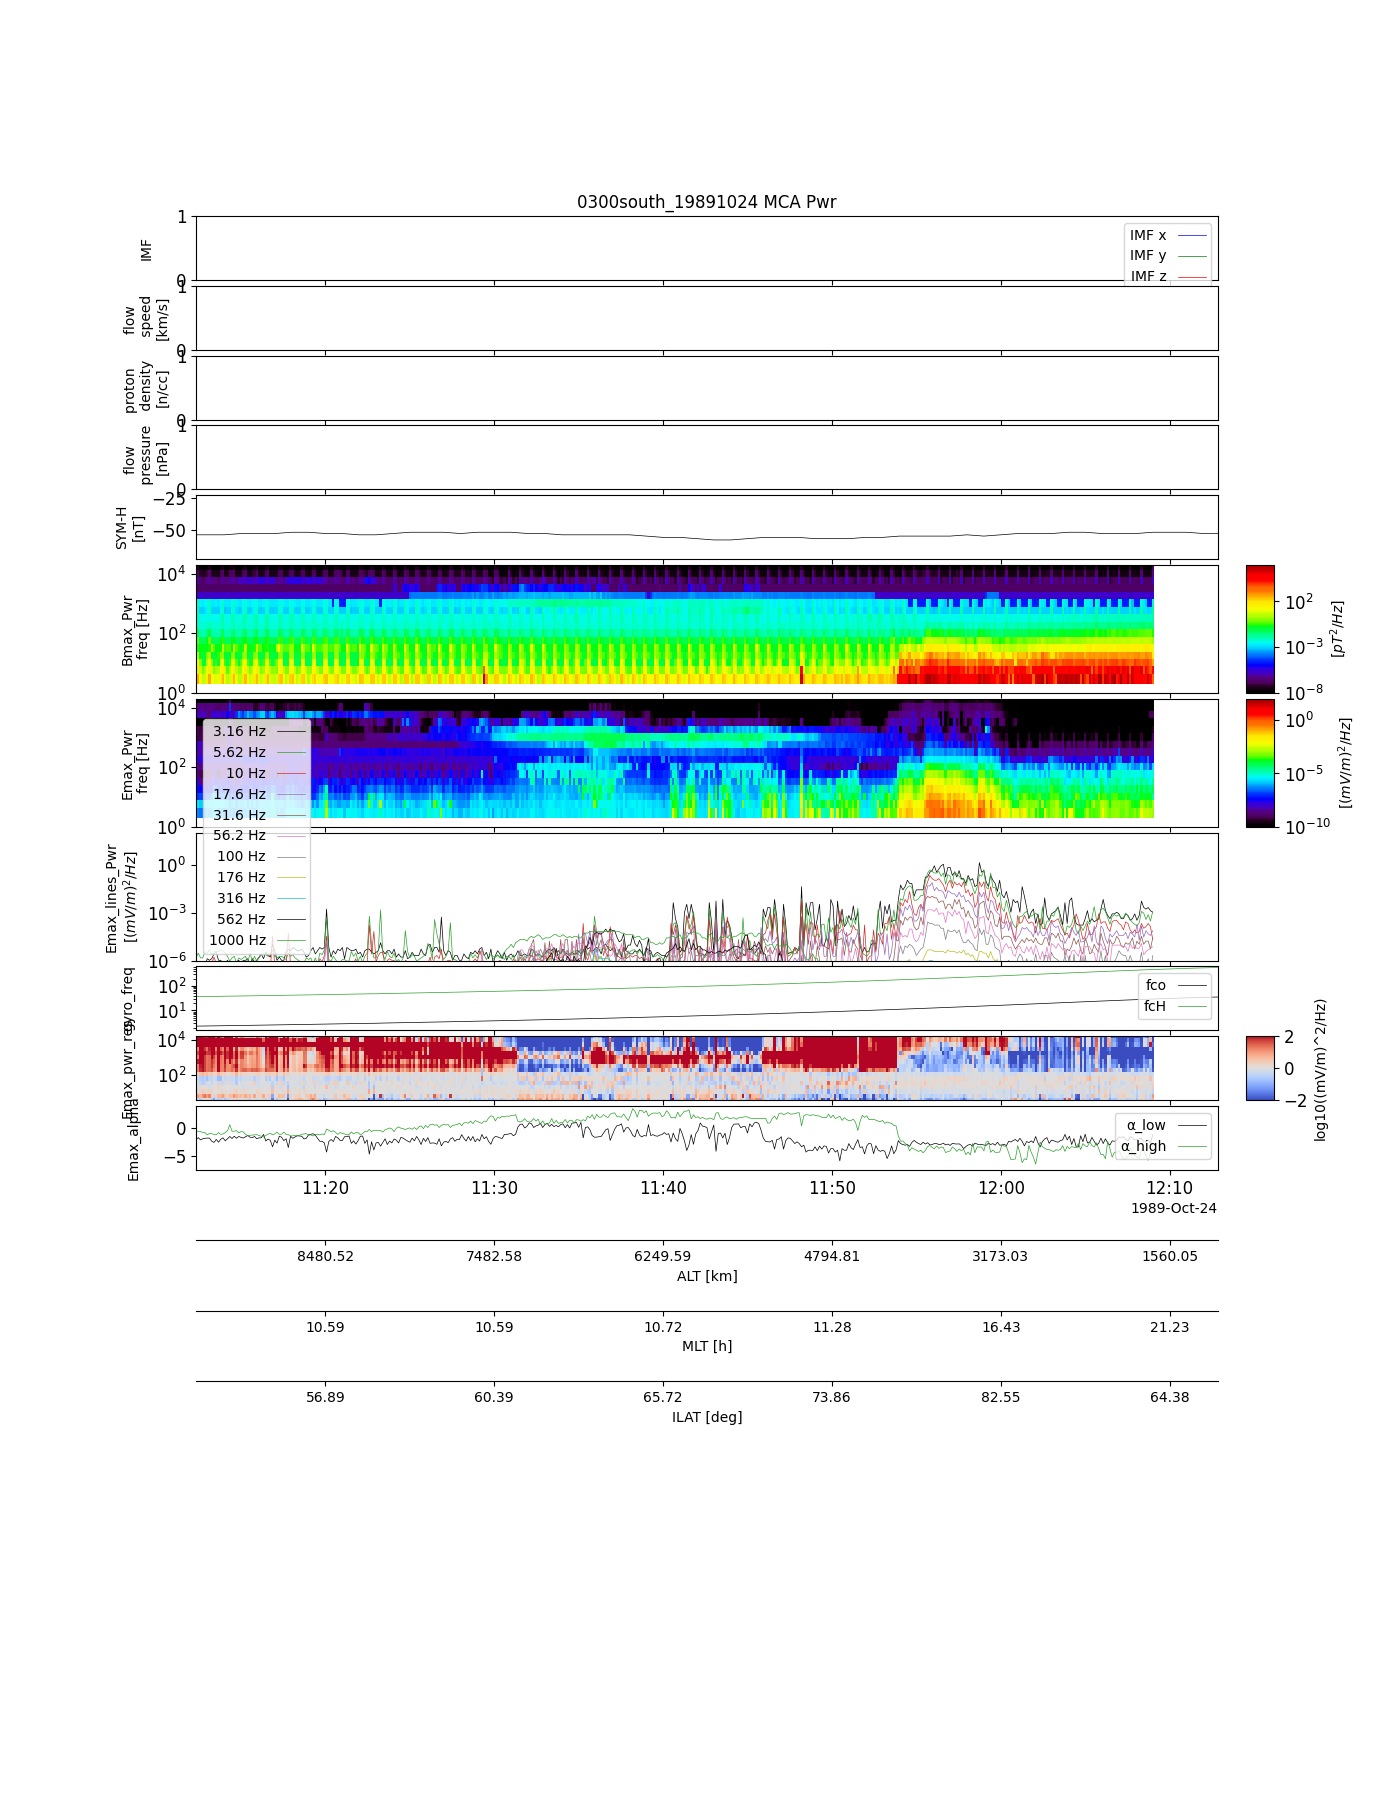 0300south_19891024 MCA Pwr
1
0
IMF
IMF x
IMF y
IMF z
1
0
flow
speed
[km/s]
1
0
proton
density
[n/cc]
1
0
flow
pressure
[nPa]
−25
−50
SYM-H
[nT]
10^4
10^2
10^0
Bmax_Pwr
freq [Hz]
10^2
10^−3
10^−8
[pT^2/Hz]
10^4
10^2
10^0
Emax_Pwr
freq [Hz]
10^0
10^−5
10^−10
[(mV/m)^2/Hz]
3.16 Hz
5.62 Hz
10 Hz
17.6 Hz
31.6 Hz
56.2 Hz
100 Hz
176 Hz
316 Hz
562 Hz
1000 Hz
10^0
10^−3
10^−6
Emax_lines_Pwr
[(mV/m)^2/Hz]
10^2
10^1
gyro_freq
fco
fcH
10^4
10^2
Emax_pwr_reg
2
0
−2
log10((mV/m)^2/Hz)
0
−5
Emax_alpha
α_low
α_high
11:20 11:30 11:40 11:50 12:00 12:10
1989-Oct-24
8480.52 7482.58 6249.59 4794.81 3173.03 1560.05
ALT [km]
10.59 10.59 10.72 11.28 16.43 21.23
MLT [h]
56.89 60.39 65.72 73.86 82.55 64.38
ILAT [deg]